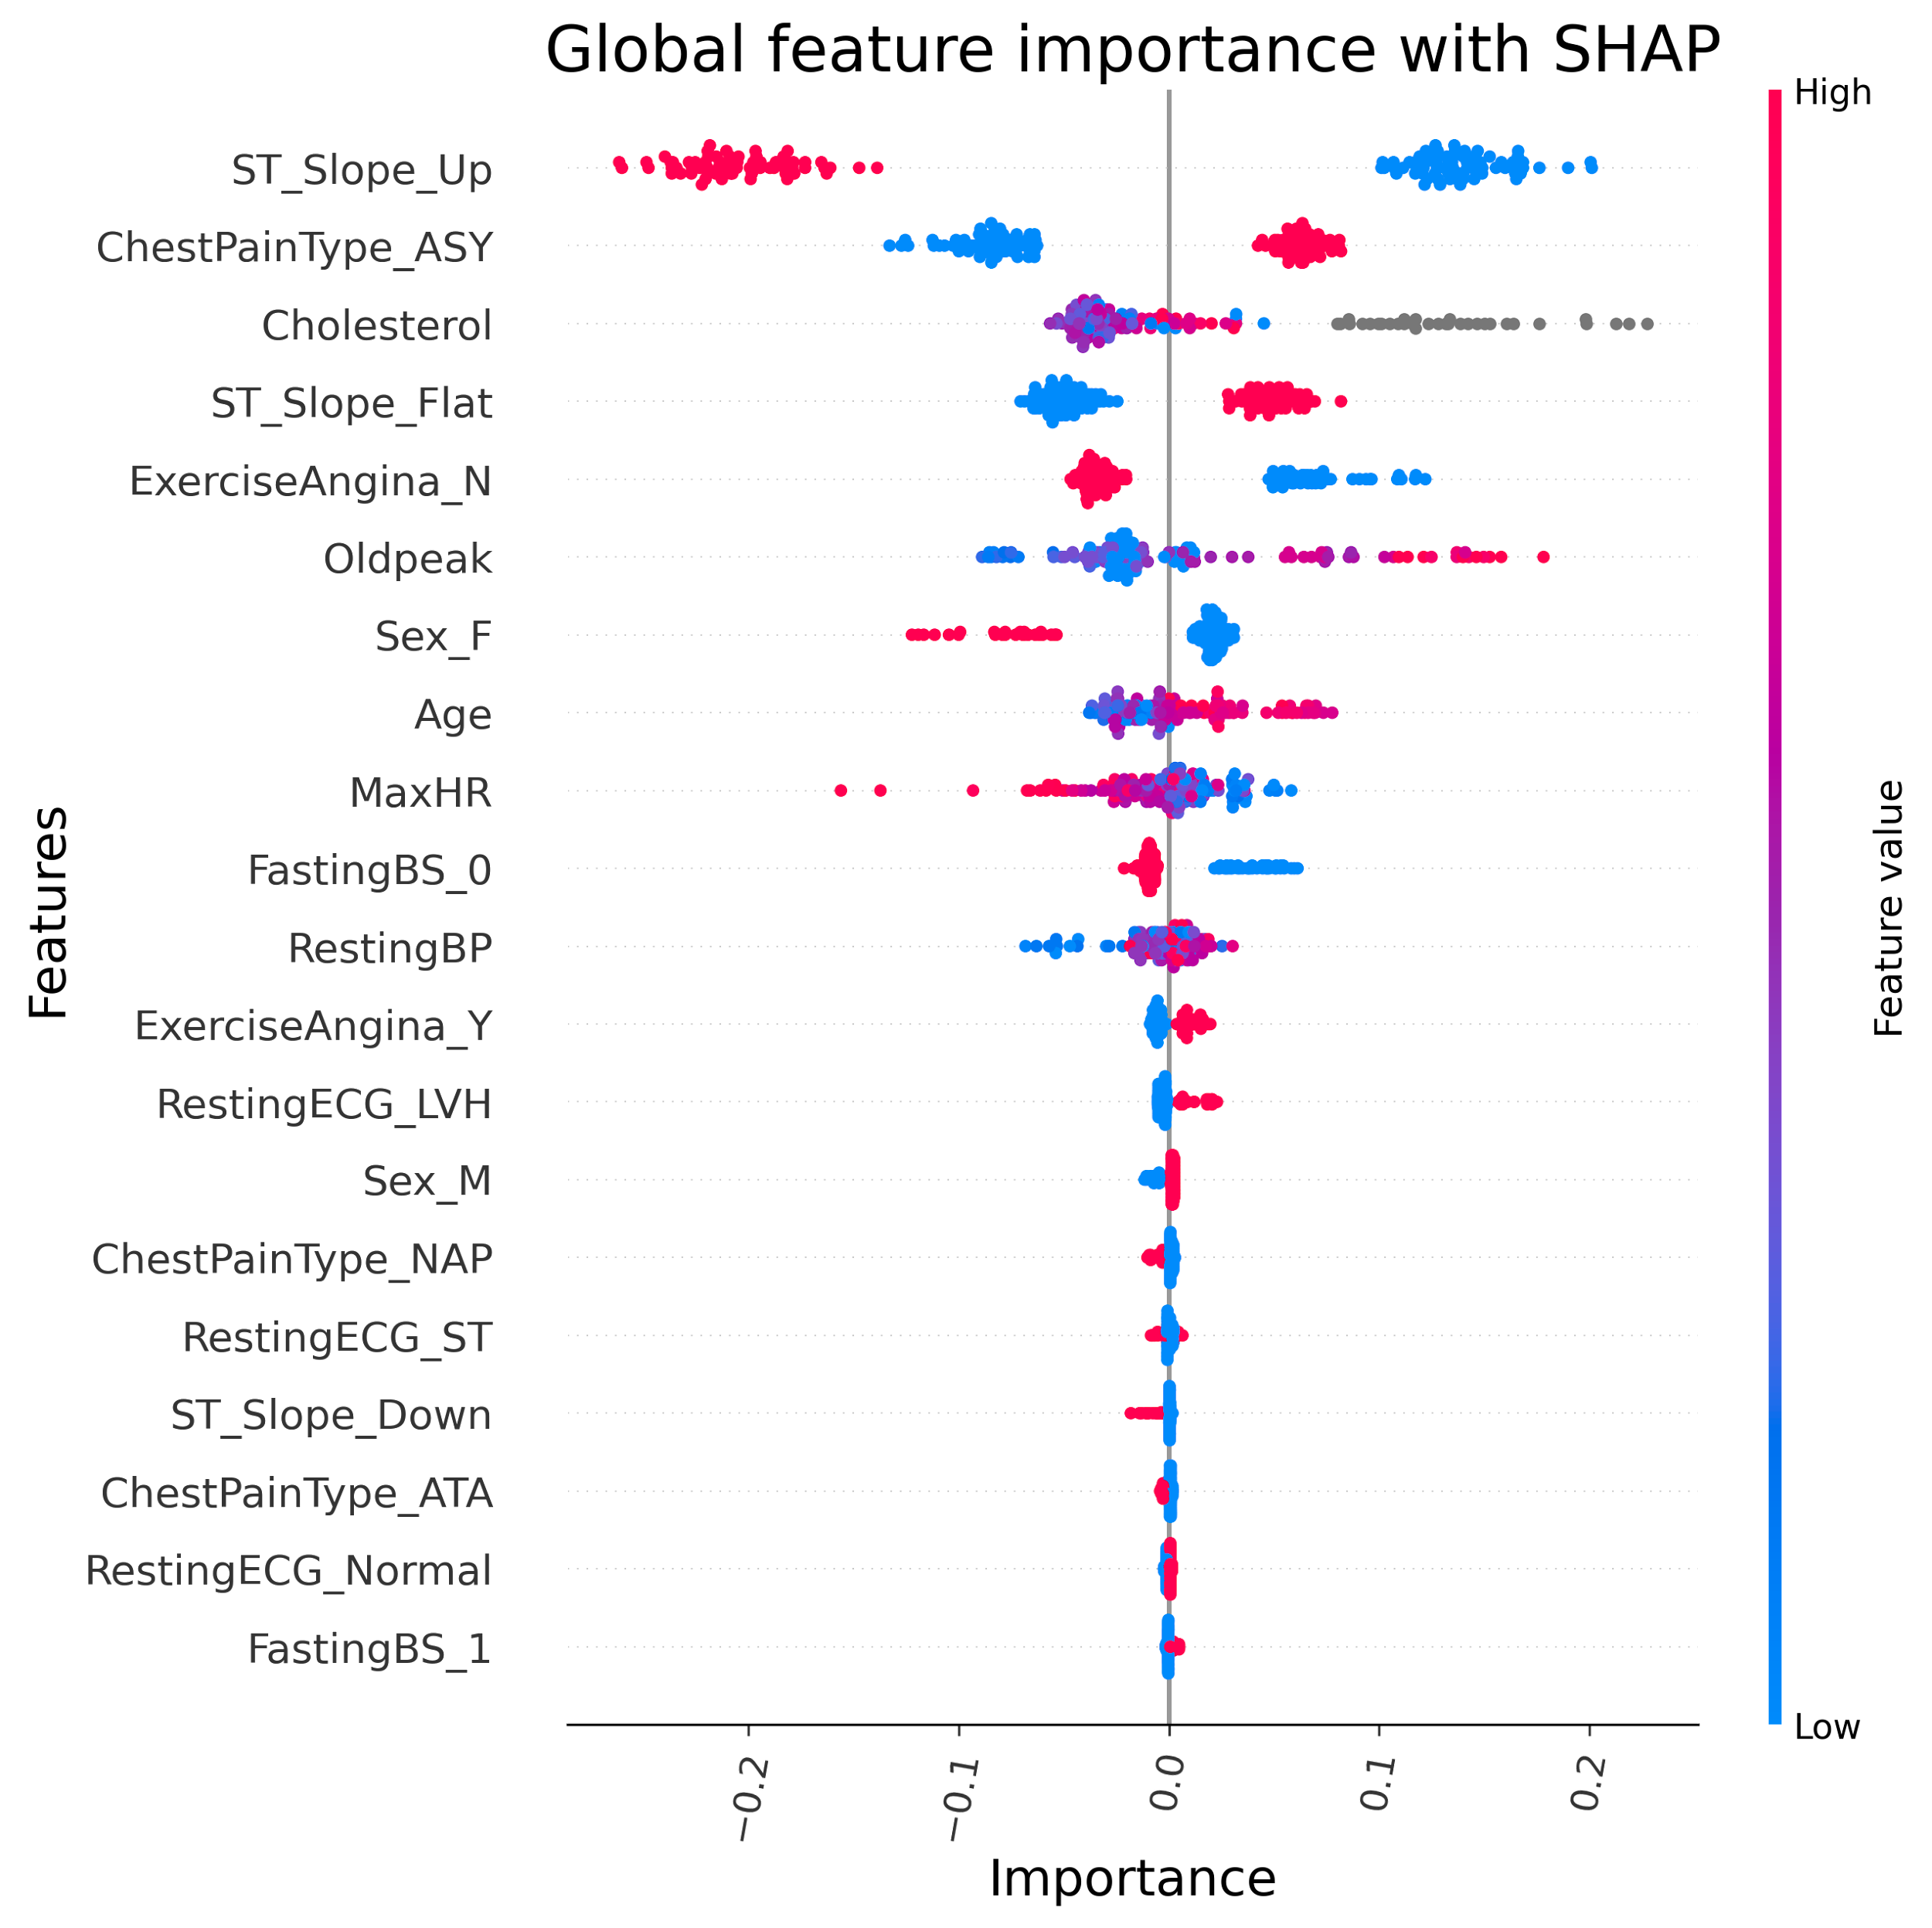 Global feature importance with SHAP
High
ST_Slope_Up
ChestPainType_ASY
Cholesterol
ST_Slope_Flat
ExerciseAngina_N
Oldpeak
Sex_F
Age
MaxHR
FastingBS_0
RestingBP
ExerciseAngina_Y
RestingECG_LVH
Sex_M
ChestPainType_NAP
RestingECG_ST
ST_Slope_Down
ChestPainType_ATA
RestingECG_Normal
FastingBS_1
Features
Feature value
Low
−0.2
−0.1
0.0
0.1
0.2
Importance